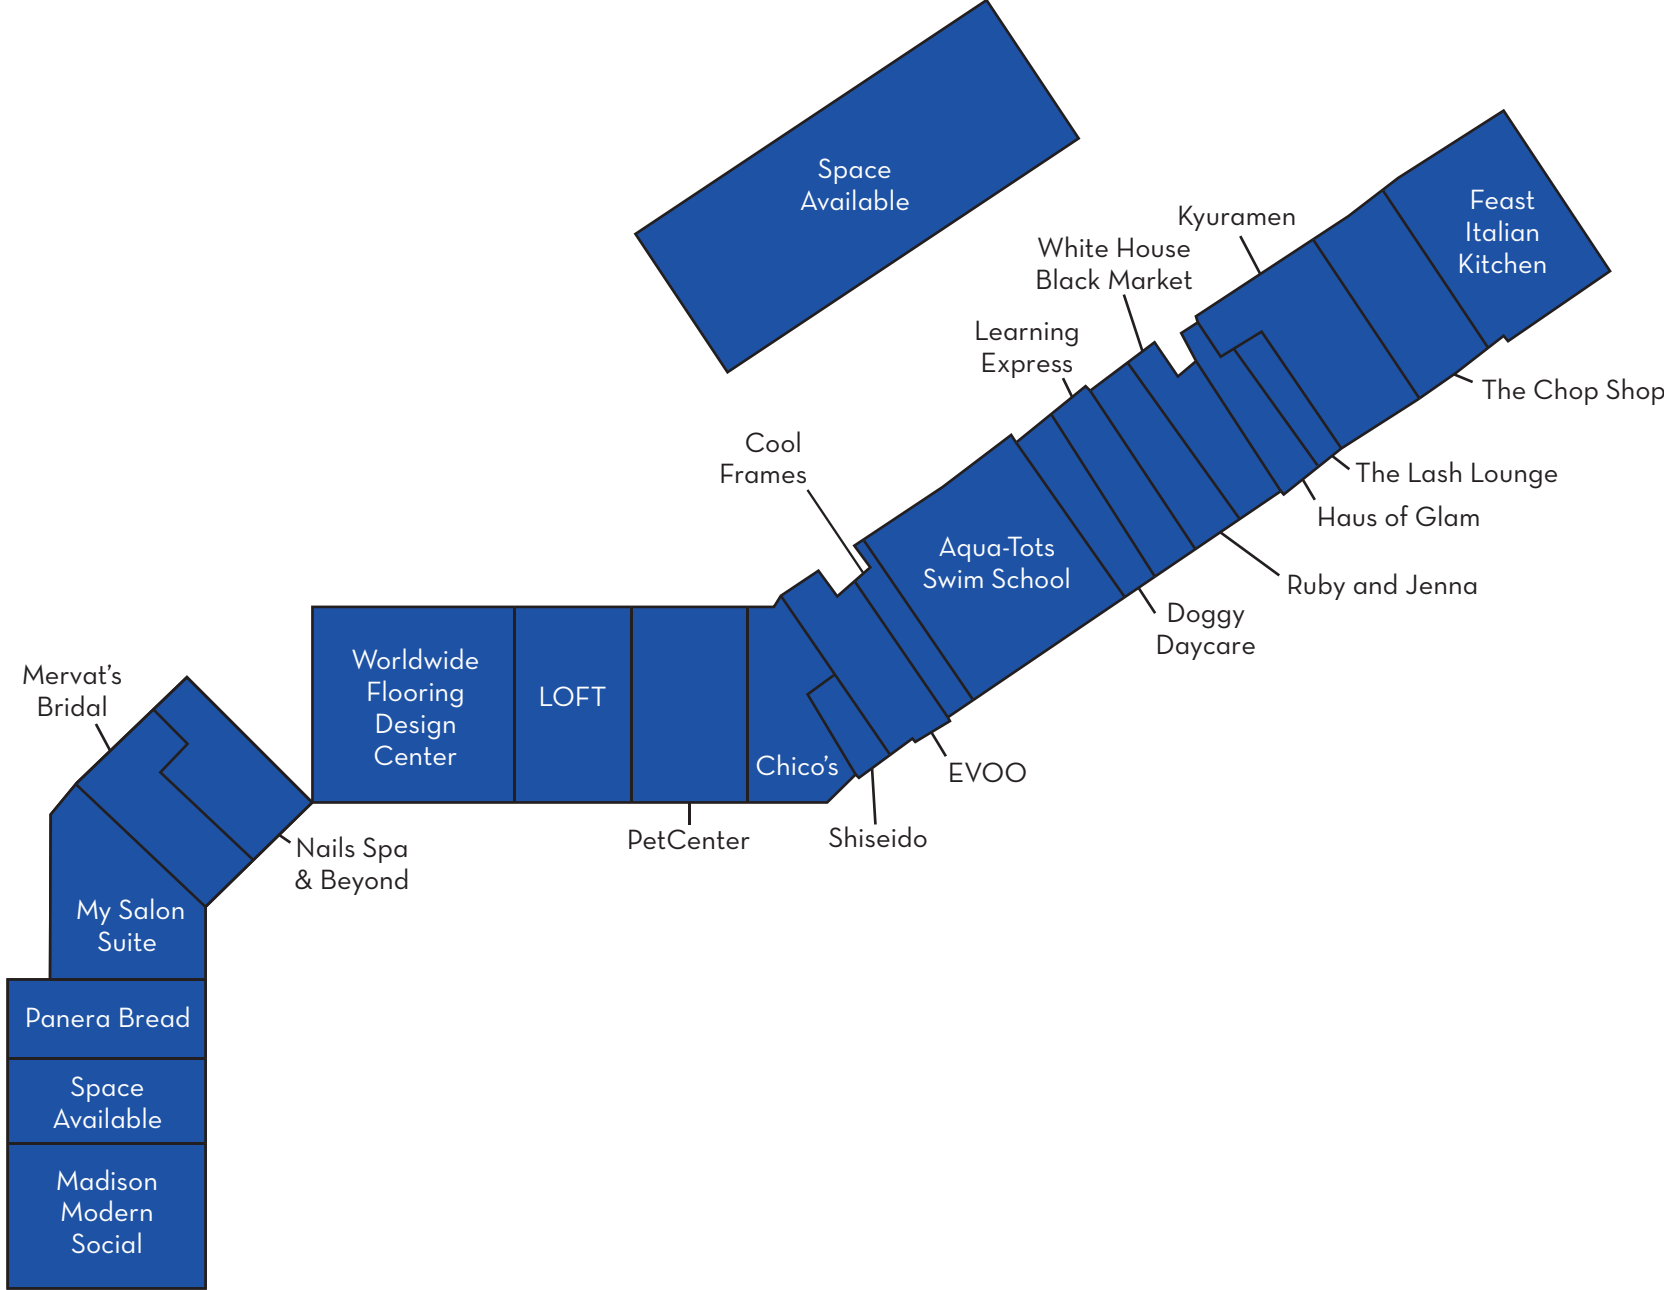 Space
Available
Feast
Italian
Kitchen
Kyuramen
White House
Black Market
Learning
Express
The Chop Shop
Cool
Frames
The Lash Lounge
Haus of Glam
Aqua-Tots
Swim School
Ruby and Jenna
Doggy
Daycare
Worldwide
Flooring
Design
Center
LOFT
Chico’s
EVOO
PetCenter
Shiseido
Mervat’s
Bridal
Nails Spa
& Beyond
My Salon
Suite
Panera Bread
Space
Available
Madison
Modern
Social